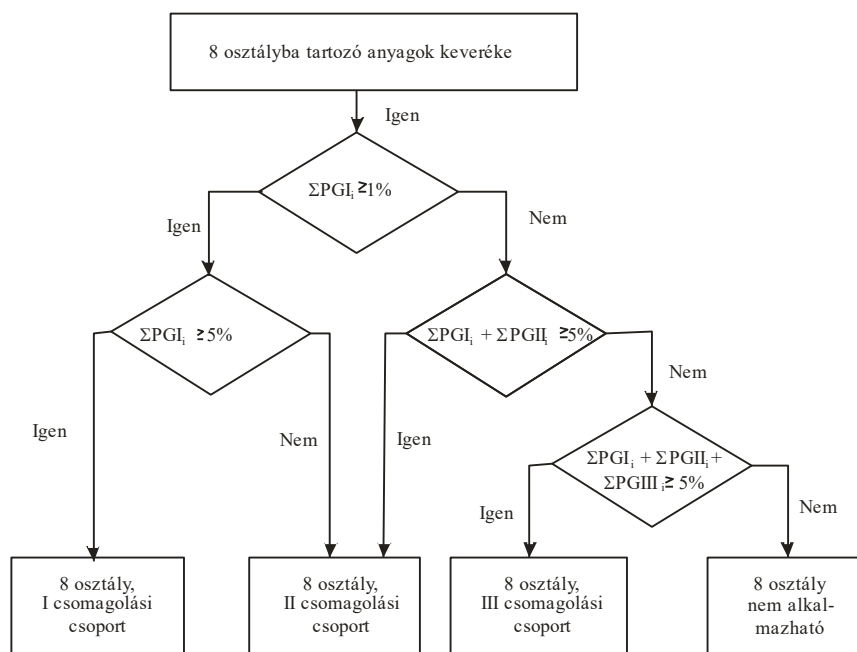 8 osztályba tartozó anyagok keveréke
Igen
ΣPGIᵢ ≥1%
Igen
Nem
ΣPGIᵢ ≥5%
ΣPGIᵢ + ΣPGIIᵢ ≥5%
Nem
Igen
Nem
Igen
ΣPGIᵢ + ΣPGIIᵢ +
ΣPGIIIᵢ ≥ 5%
Igen
Nem
8 osztály,
I csomagolási
csoport
8 osztály,
II csomagolási
csoport
8 osztály,
III csomagolási
csoport
8 osztály
nem alkal-
mazható